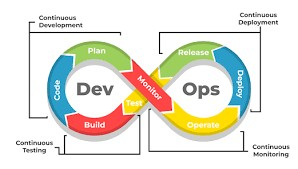 Continuous
Development
Continuous
Deployment
Plan
Release
Code
Dev
Monitor
Ops
Deploy
Test
Build
Operate
Continuous
Testing
Continuous
Monitoring